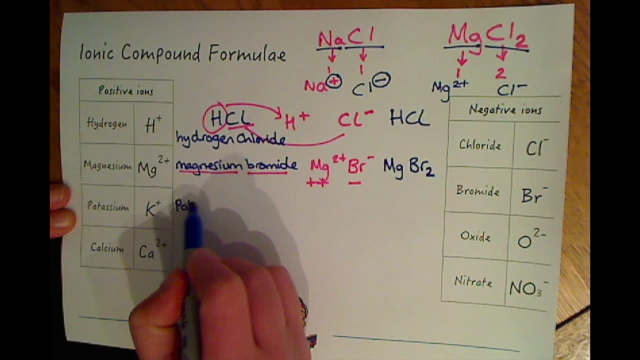 Ionic Compound Formulae
NaCl
1 1
Na+ Cl−
MgCl2
1 2
Mg2+ Cl−
Positive ions
Hydrogen H+
Magnesium Mg2+
Potassium K+
Calcium Ca2+
HCL H+ Cl− HCL
hydrogen chloride
magnesium bromide Mg2+ Br− MgBr2
++ −
Pot
Negative ions
Chloride Cl−
Bromide Br−
Oxide O2−
Nitrate NO3−